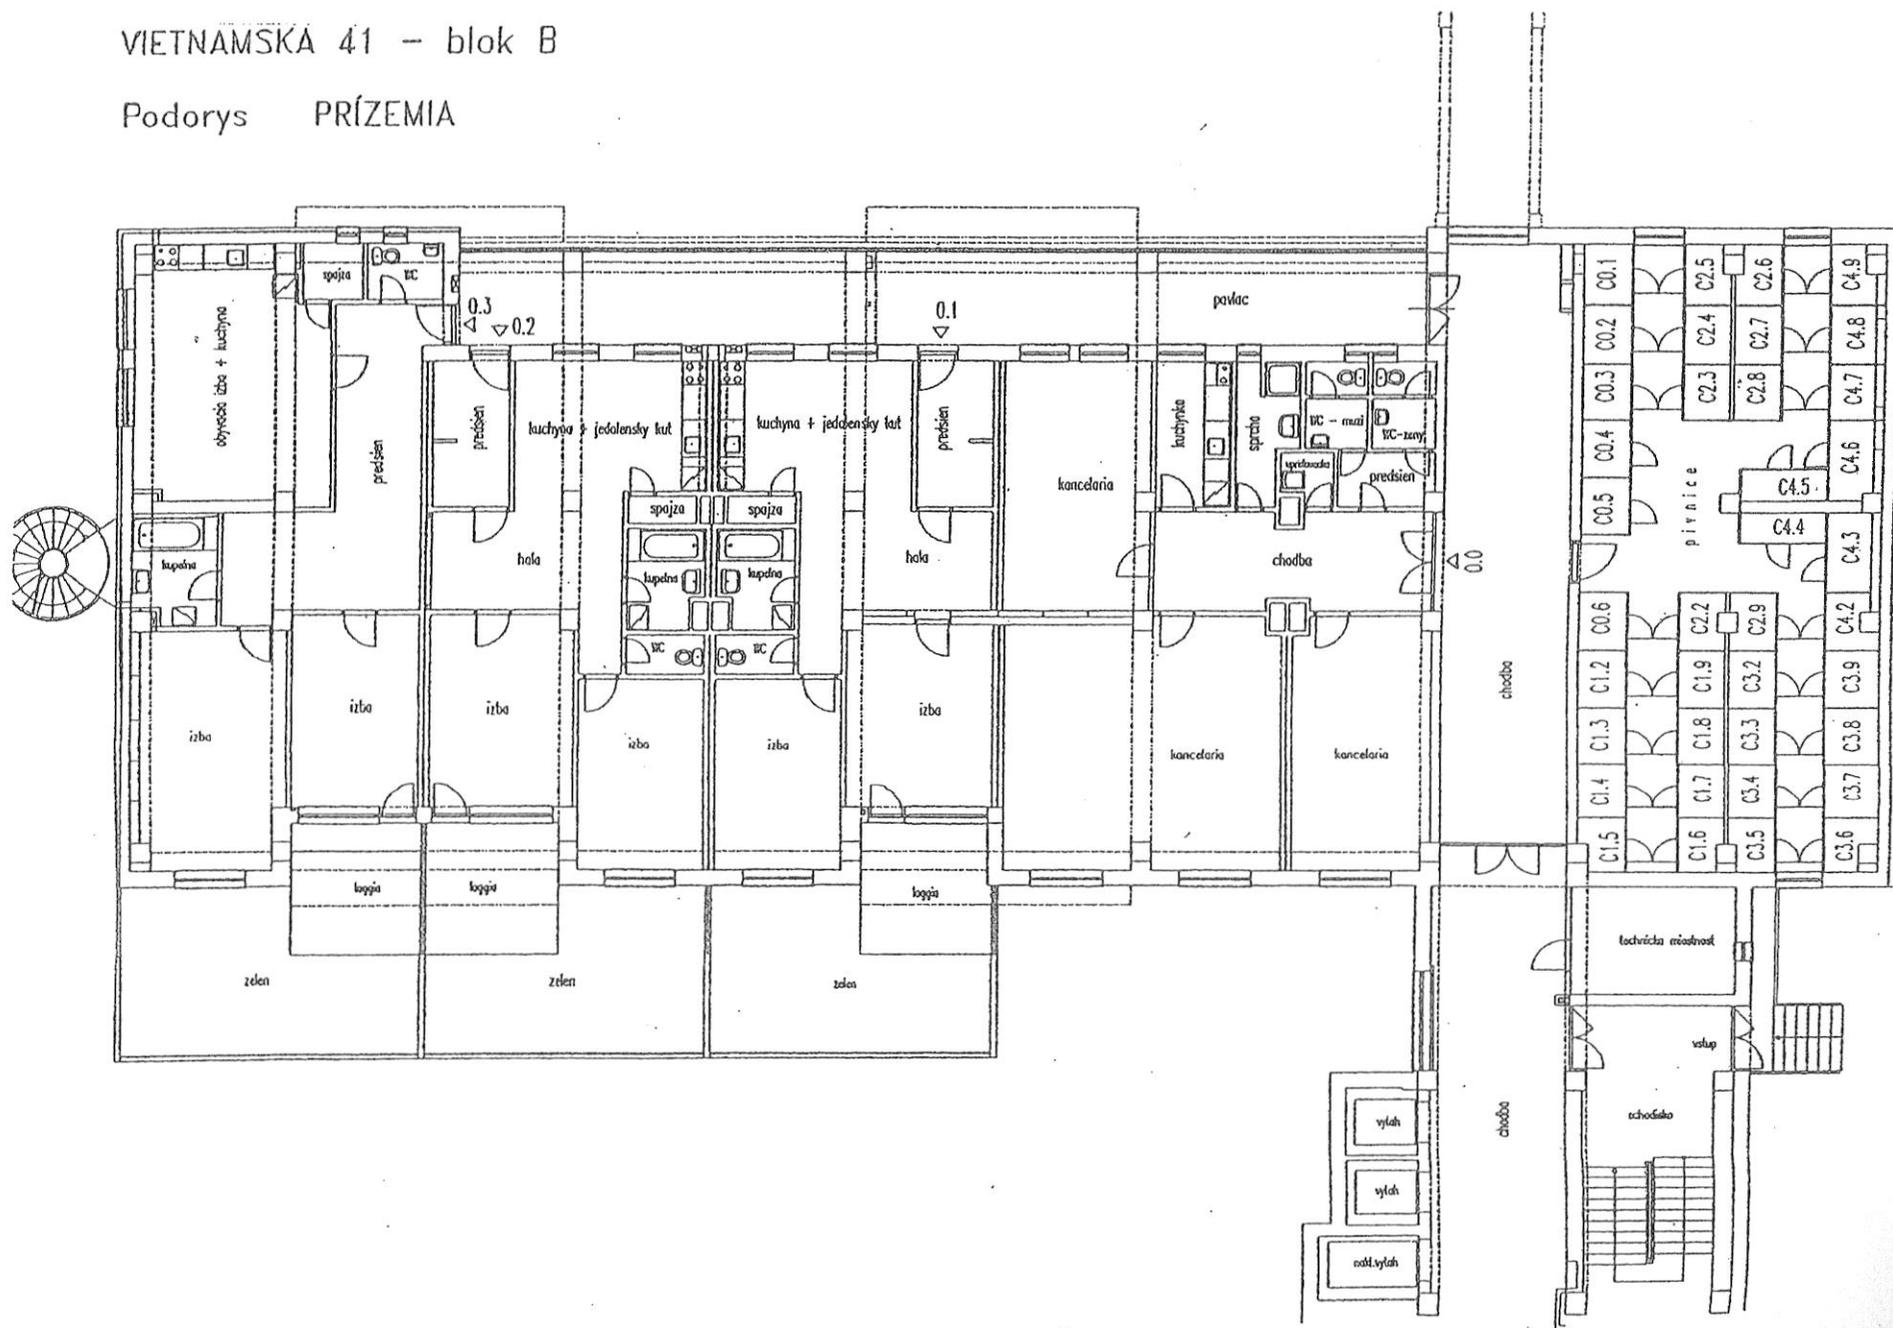 VIETNAMSKÁ 41 – blok B
Podorys PRÍZEMIA
spajza
WC
obyvacia izba + kuchyna
predsien
kupelna
izba
izba
0.3
0.2
0.1
pavlac
predsien
kuchyna + jedalensky kut
kuchyna + jedalensky kut
predsien
spajza
spajza
hala
hala
kupelna
kupelna
WC
WC
izba
izba
izba
izba
kancelaria
kuchynka
sprcha
WC – muzi
WC-zeny
predsien
chodba
0.0
kancelaria
kancelaria
loggia
loggia
loggia
zelen
zelen
zelen
chodba
pivnice
C0.1
C2.5
C2.6
C4.9
C0.2
C2.4
C2.7
C4.8
C0.3
C2.3
C2.8
C4.7
C0.4
C4.6
C4.5
C0.5
C4.4
C4.3
C0.6
C2.2
C2.9
C4.2
C1.2
C1.9
C3.2
C3.9
C1.3
C1.8
C3.3
C3.8
C1.4
C1.7
C3.4
C3.7
C1.5
C1.6
C3.5
C3.6
technicka miestnost
vstup
schodisko
chodba
vytah
vytah
nakl.vytah